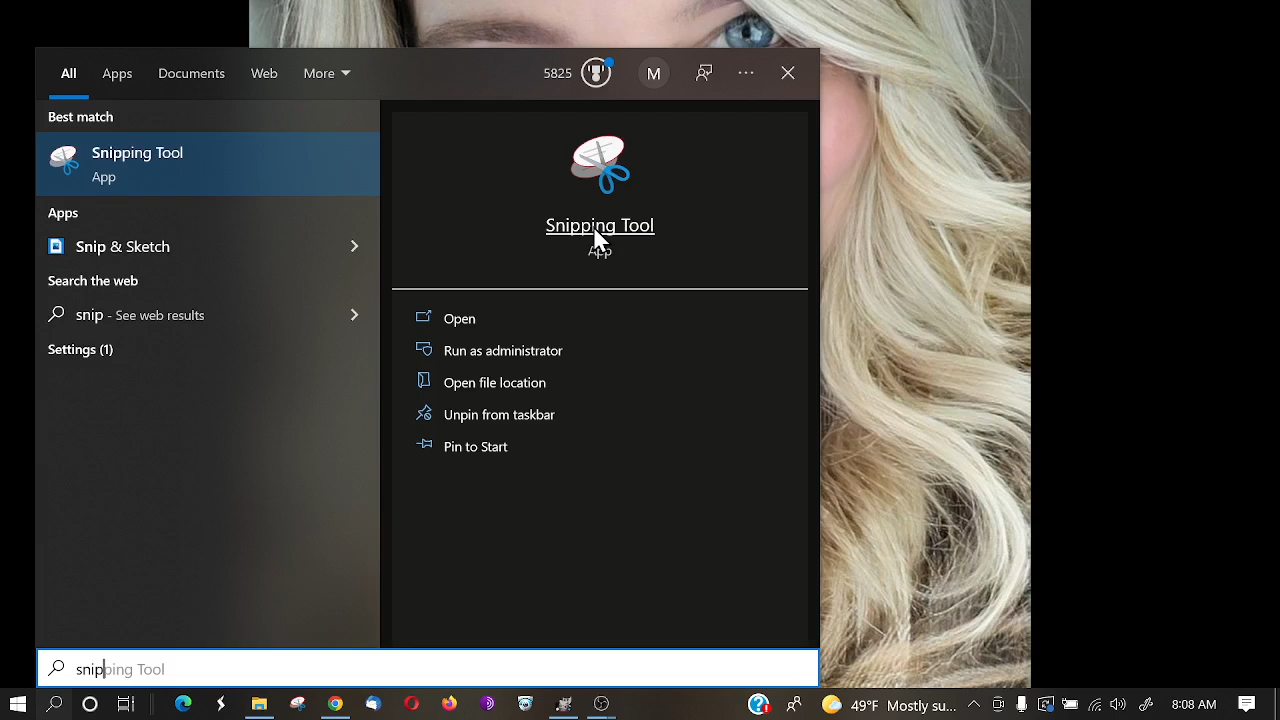 All Apps Documents Web More 5825 M ...
Best match
Snipping Tool
App
Apps
Snip & Sketch
Search the web
snip - See web results
Settings (1)
Snipping Tool
App
Open
Run as administrator
Open file location
Unpin from taskbar
Pin to Start
snipping Tool
49°F Mostly su... 8:08 AM